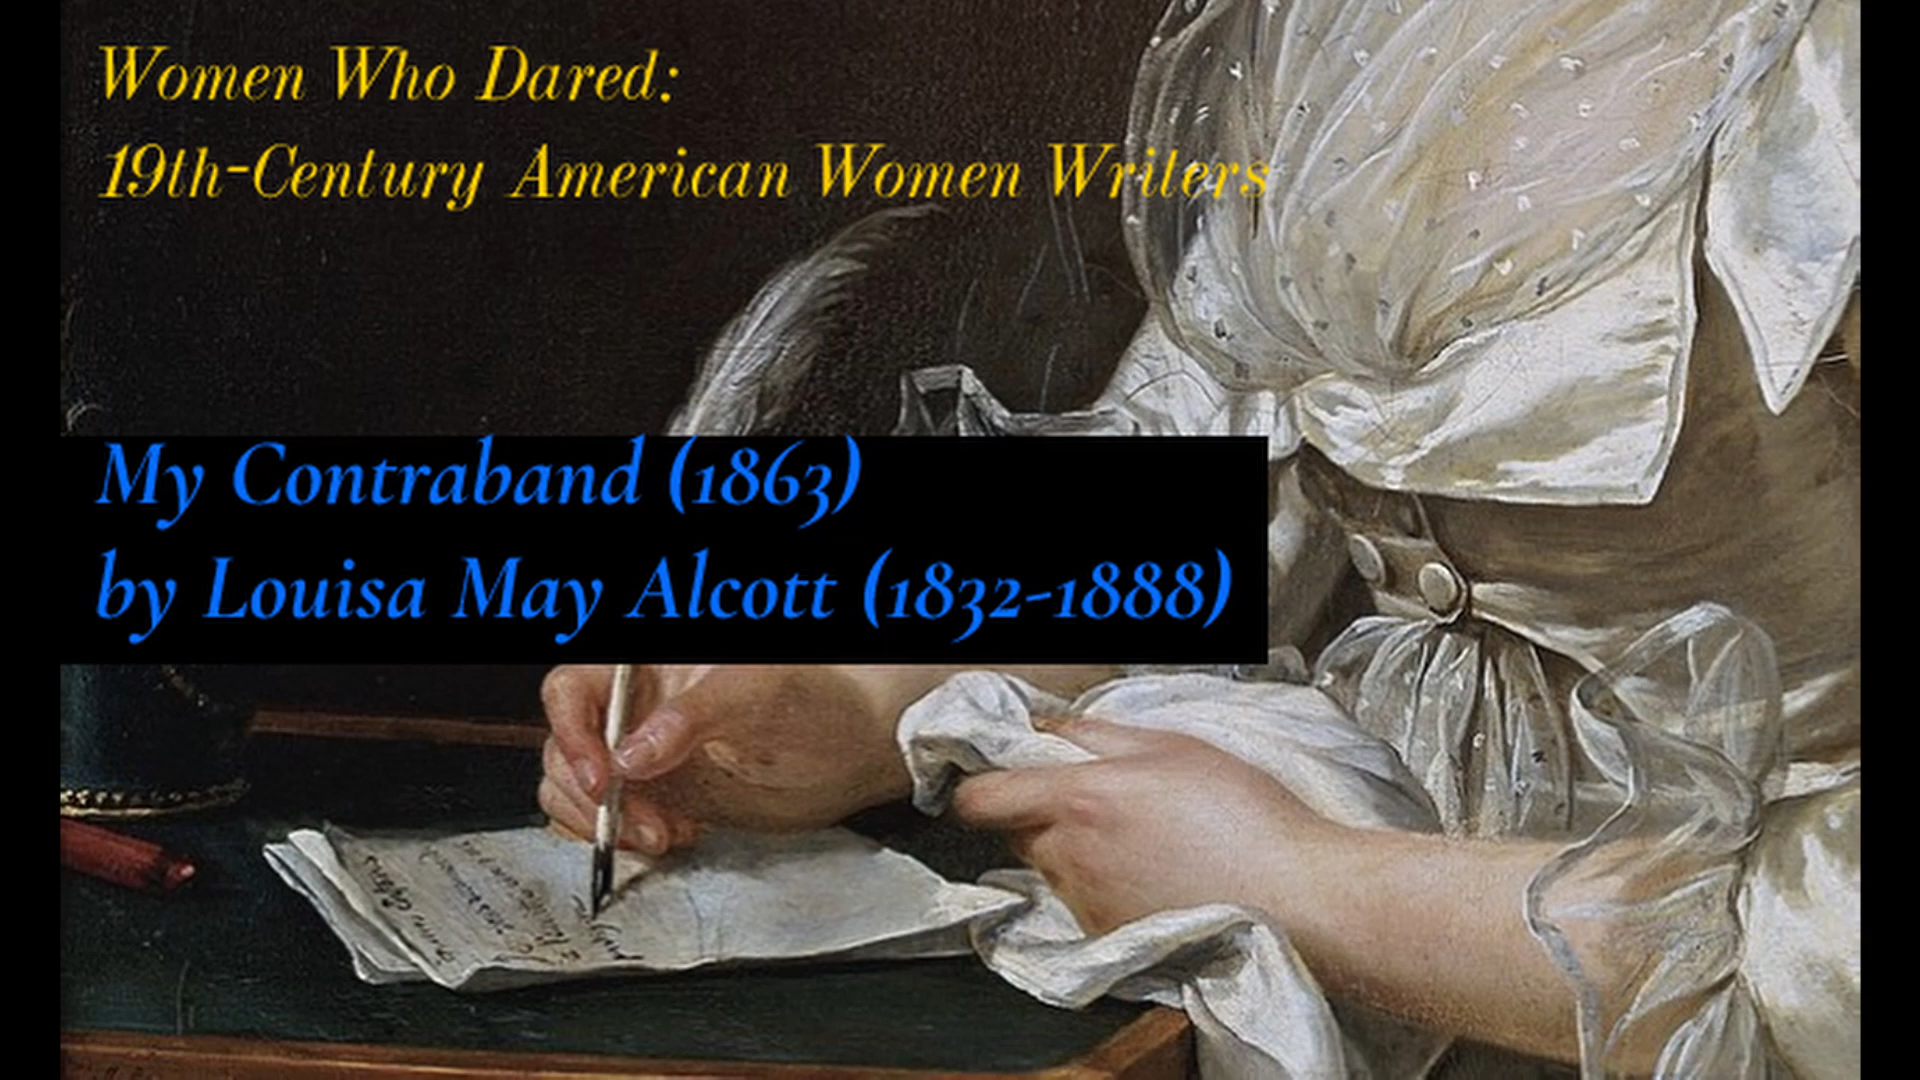 Women Who Dared:
19th-Century American Women Writers
My Contraband (1863)
by Louisa May Alcott (1832-1888)